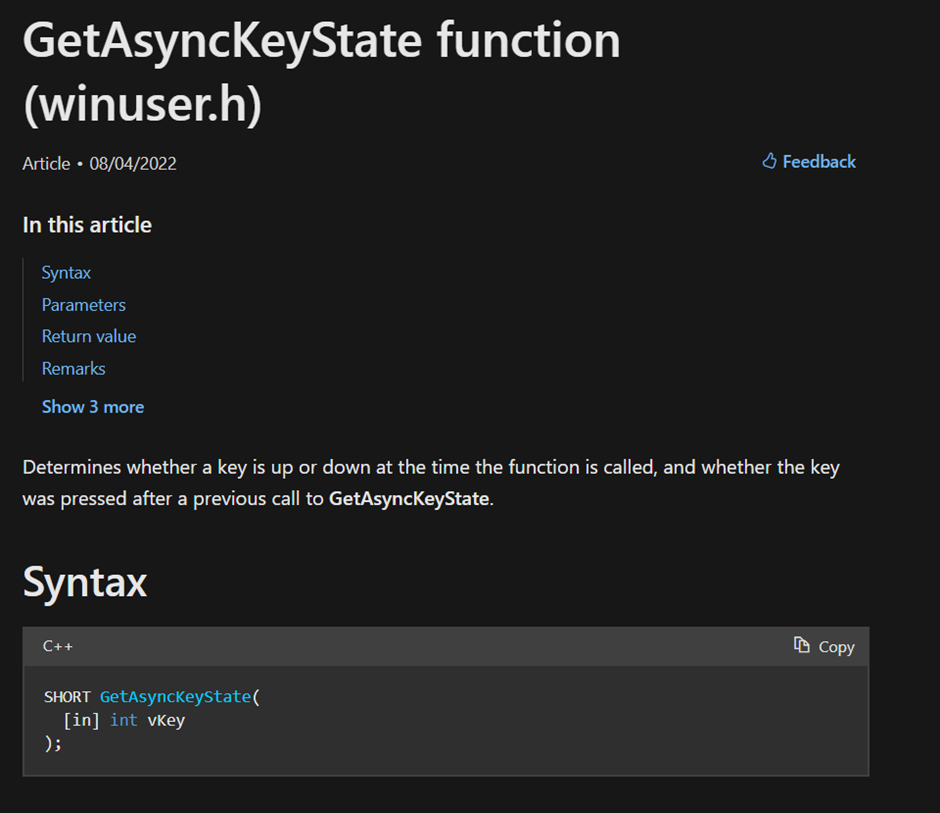 GetAsyncKeyState function
(winuser.h)
Article • 08/04/2022
Feedback
In this article
Syntax
Parameters
Return value
Remarks
Show 3 more
Determines whether a key is up or down at the time the function is called, and whether the key
was pressed after a previous call to GetAsyncKeyState.
Syntax
C++
Copy
SHORT GetAsyncKeyState(
  [in] int vKey
);